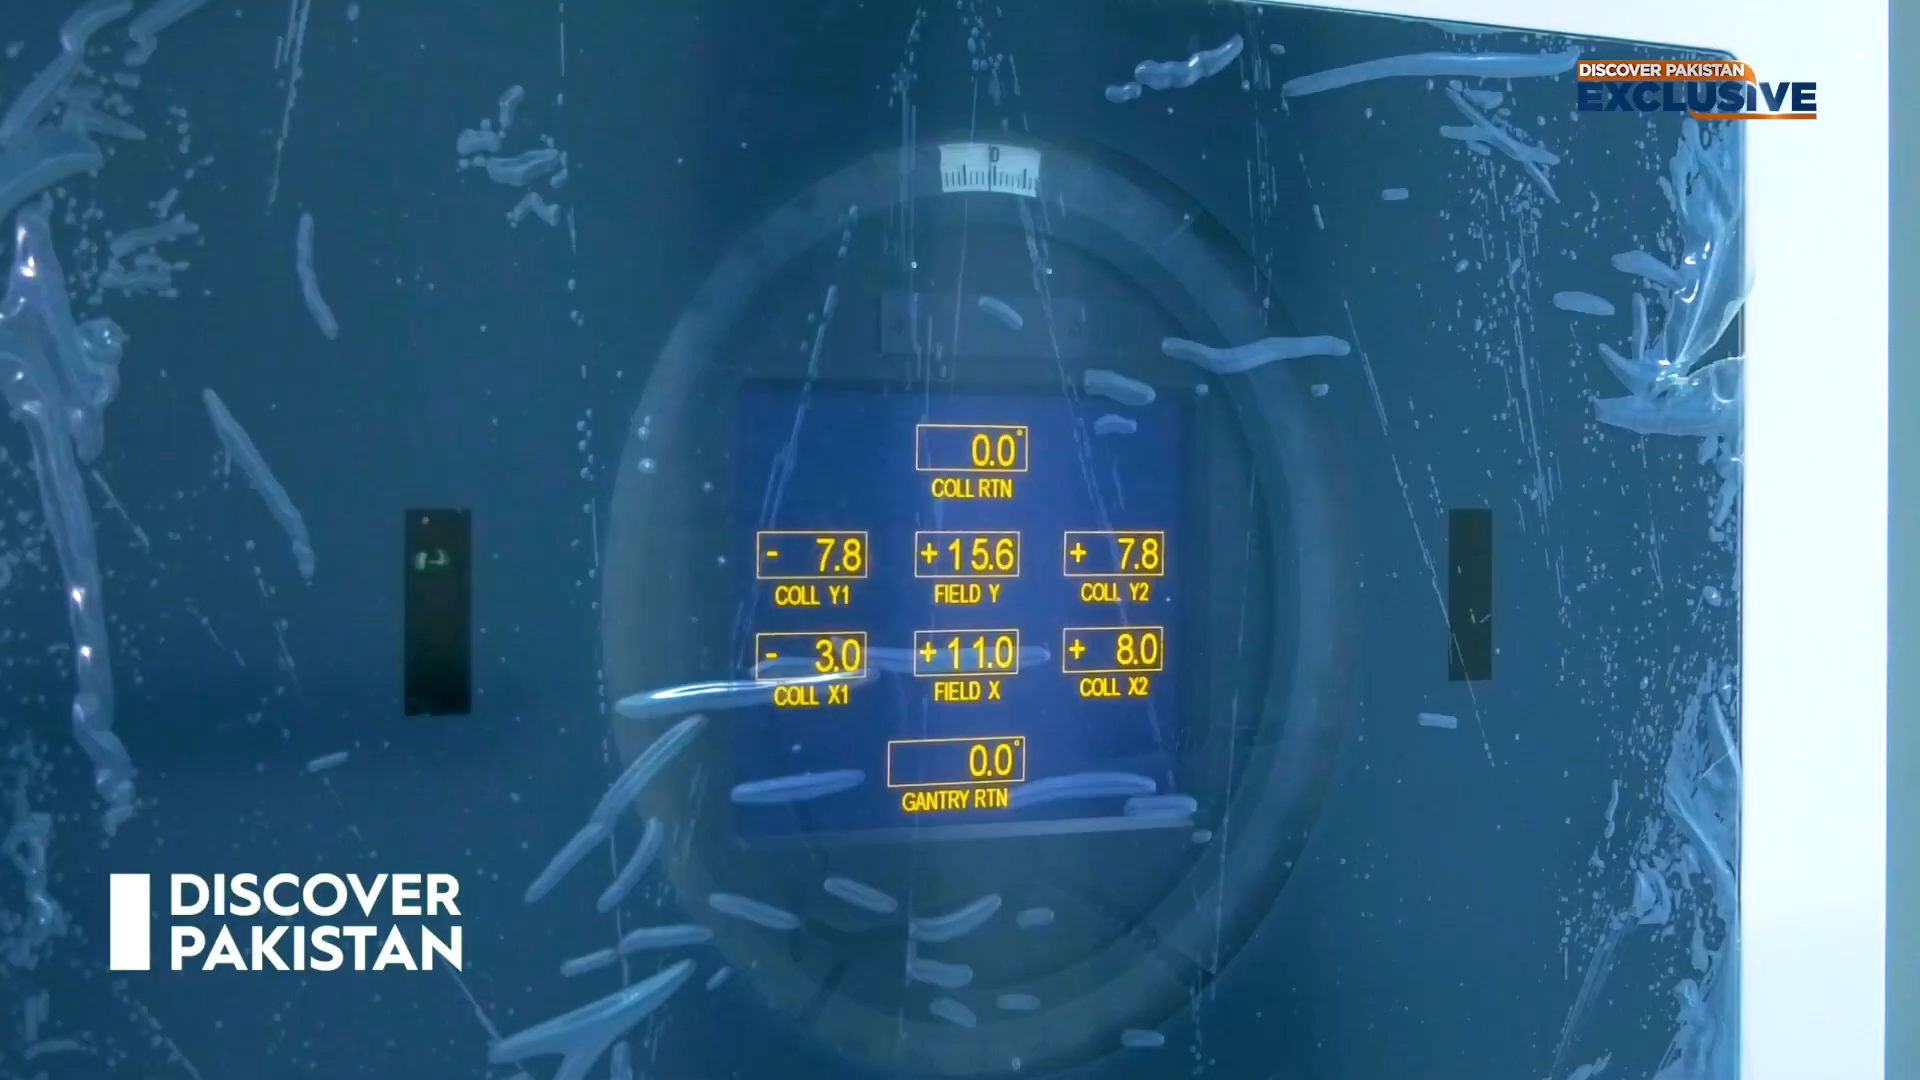 DISCOVER PAKISTAN
EXCLUSIVE
0
0.0°
COLL RTN
- 7.8
+15.6
+ 7.8
COLL Y1
FIELD Y
COLL Y2
- 3.0
+11.0
+ 8.0
COLL X1
FIELD X
COLL X2
0.0°
GANTRY RTN
DISCOVER
PAKISTAN